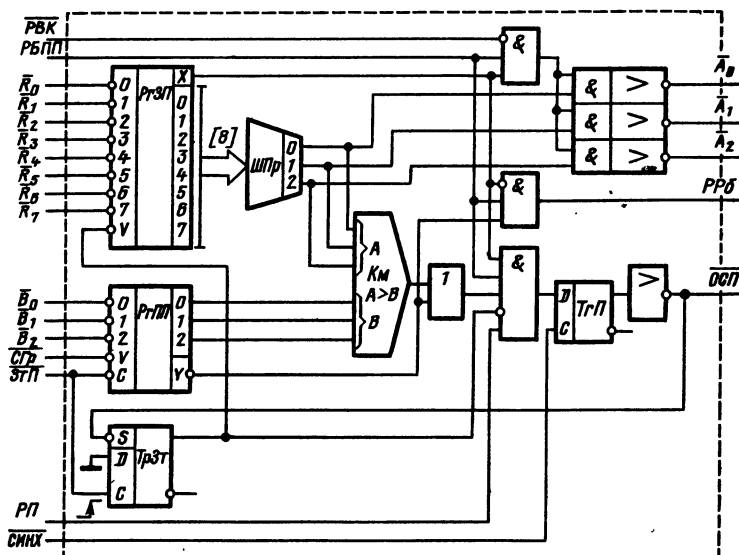 РВК
РБПП
R0
R1
R2
R3
R4
R5
R6
R7
0
1
2
3
4
5
6
7
V
РгЗП
X
0
1
2
3
4
5
6
7
[8]
ШПр
0
1
2
&
&
&
&
>
>
>
A0
A1
A2
&
РРб
A
Км
A>B
B
1
&
D
C
ТгП
>
ОСП
B0
B1
B2
СГр
ЗтП
0
1
2
V
C
РгПП
0
1
2
Y
S
D
C
ТрЗт
РП
СИНХ